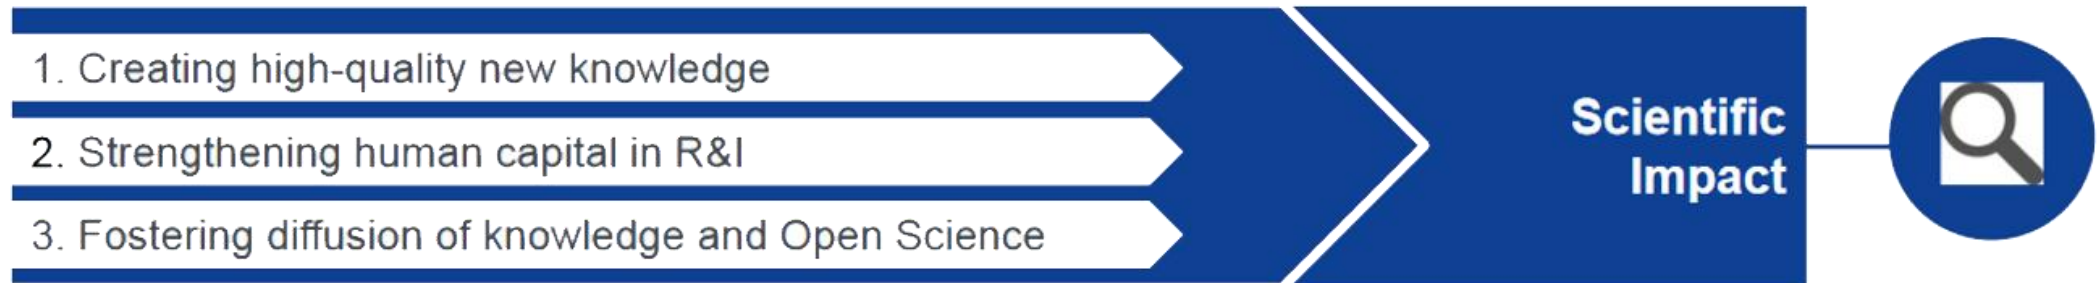 1. Creating high-quality new knowledge
2. Strengthening human capital in R&I
3. Fostering diffusion of knowledge and Open Science
Scientific
Impact